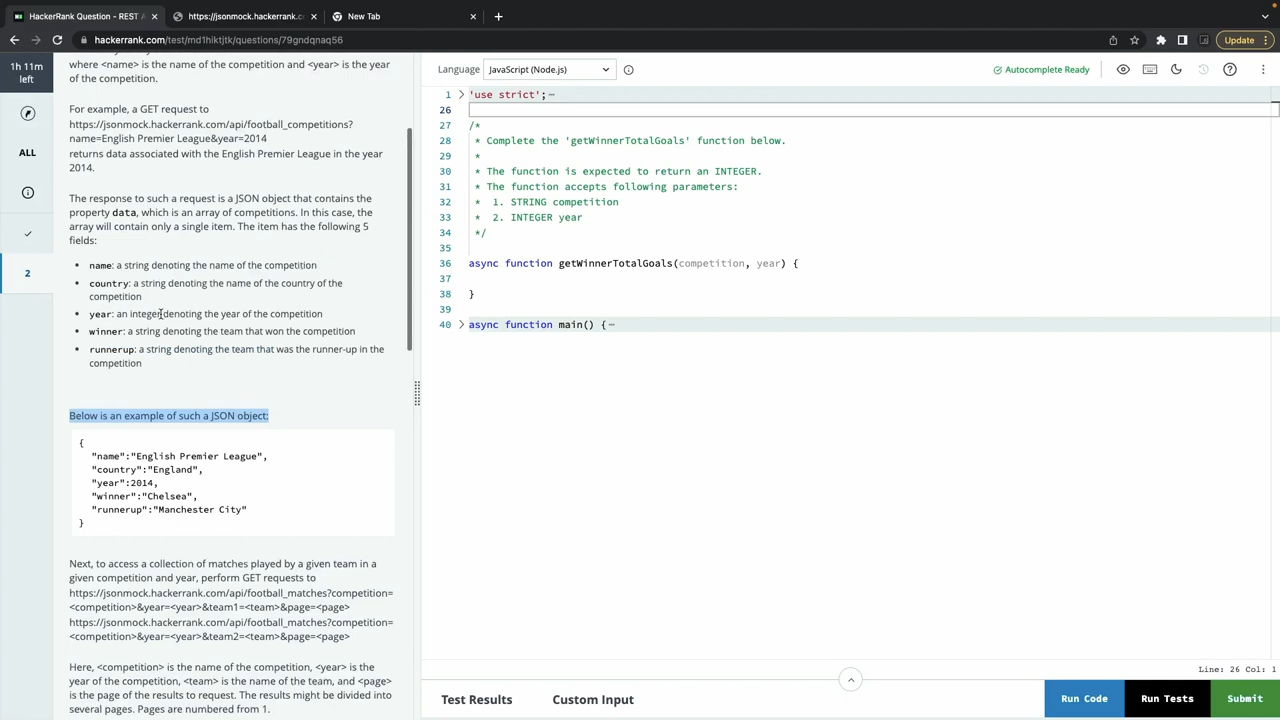 HackerRank Question - REST A
https://jsonmock.hackerrank.c
New Tab
hackerrank.com/test/md1hiktjtk/questions/79gndqnaq56
Update
1h 11m
left
ALL
2
where <name> is the name of the competition and <year> is the year
of the competition.
For example, a GET request to
https://jsonmock.hackerrank.com/api/football_competitions?
name=English Premier League&year=2014
returns data associated with the English Premier League in the year
2014.
The response to such a request is a JSON object that contains the
property data, which is an array of competitions. In this case, the
array will contain only a single item. The item has the following 5
fields:
• name: a string denoting the name of the competition
• country: a string denoting the name of the country of the
competition
• year: an integer denoting the year of the competition
• winner: a string denoting the team that won the competition
• runnerup: a string denoting the team that was the runner-up in the
competition
Below is an example of such a JSON object:
{
"name":"English Premier League",
"country":"England",
"year":2014,
"winner":"Chelsea",
"runnerup":"Manchester City"
}
Next, to access a collection of matches played by a given team in a
given competition and year, perform GET requests to
https://jsonmock.hackerrank.com/api/football_matches?competition=
<competition>&year=<year>&team1=<team>&page=<page>
https://jsonmock.hackerrank.com/api/football_matches?competition=
<competition>&year=<year>&team2=<team>&page=<page>
Here, <competition> is the name of the competition, <year> is the
year of the competition, <team> is the name of the team, and <page>
is the page of the results to request. The results might be divided into
several pages. Pages are numbered from 1.
Language JavaScript (Node.js)
Autocomplete Ready
1 'use strict';
26
27 /*
28 * Complete the 'getWinnerTotalGoals' function below.
29 *
30 * The function is expected to return an INTEGER.
31 * The function accepts following parameters:
32 * 1. STRING competition
33 * 2. INTEGER year
34 */
35
36 async function getWinnerTotalGoals(competition, year) {
37
38 }
39
40 async function main() {
Line: 26 Col: 1
Test Results Custom Input Run Code Run Tests Submit